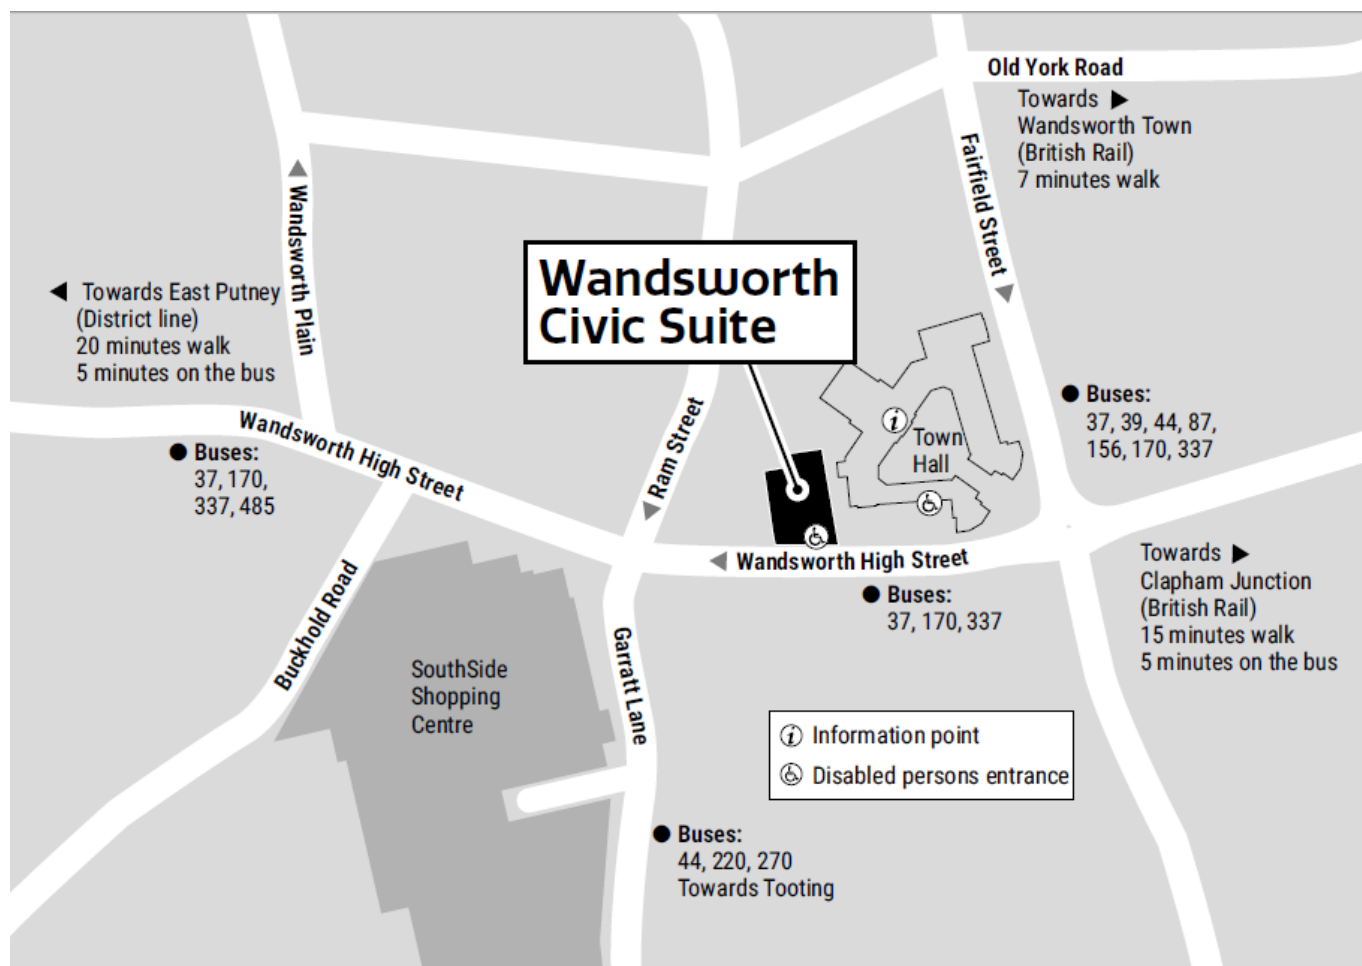 Old York Road
Towards ▶
Wandsworth Town
(British Rail)
7 minutes walk
Fairfield Street
Wandsworth Plain
Wandsworth
Civic Suite
◀ Towards East Putney
(District line)
20 minutes walk
5 minutes on the bus
Wandsworth High Street
● Buses:
37, 170,
337, 485
Ram Street
i
Town
Hall
● Buses:
37, 39, 44, 87,
156, 170, 337
Wandsworth High Street
● Buses:
37, 170, 337
Towards ▶
Clapham Junction
(British Rail)
15 minutes walk
5 minutes on the bus
Buckhold Road
SouthSide
Shopping
Centre
Garratt Lane
i Information point
Disabled persons entrance
● Buses:
44, 220, 270
Towards Tooting